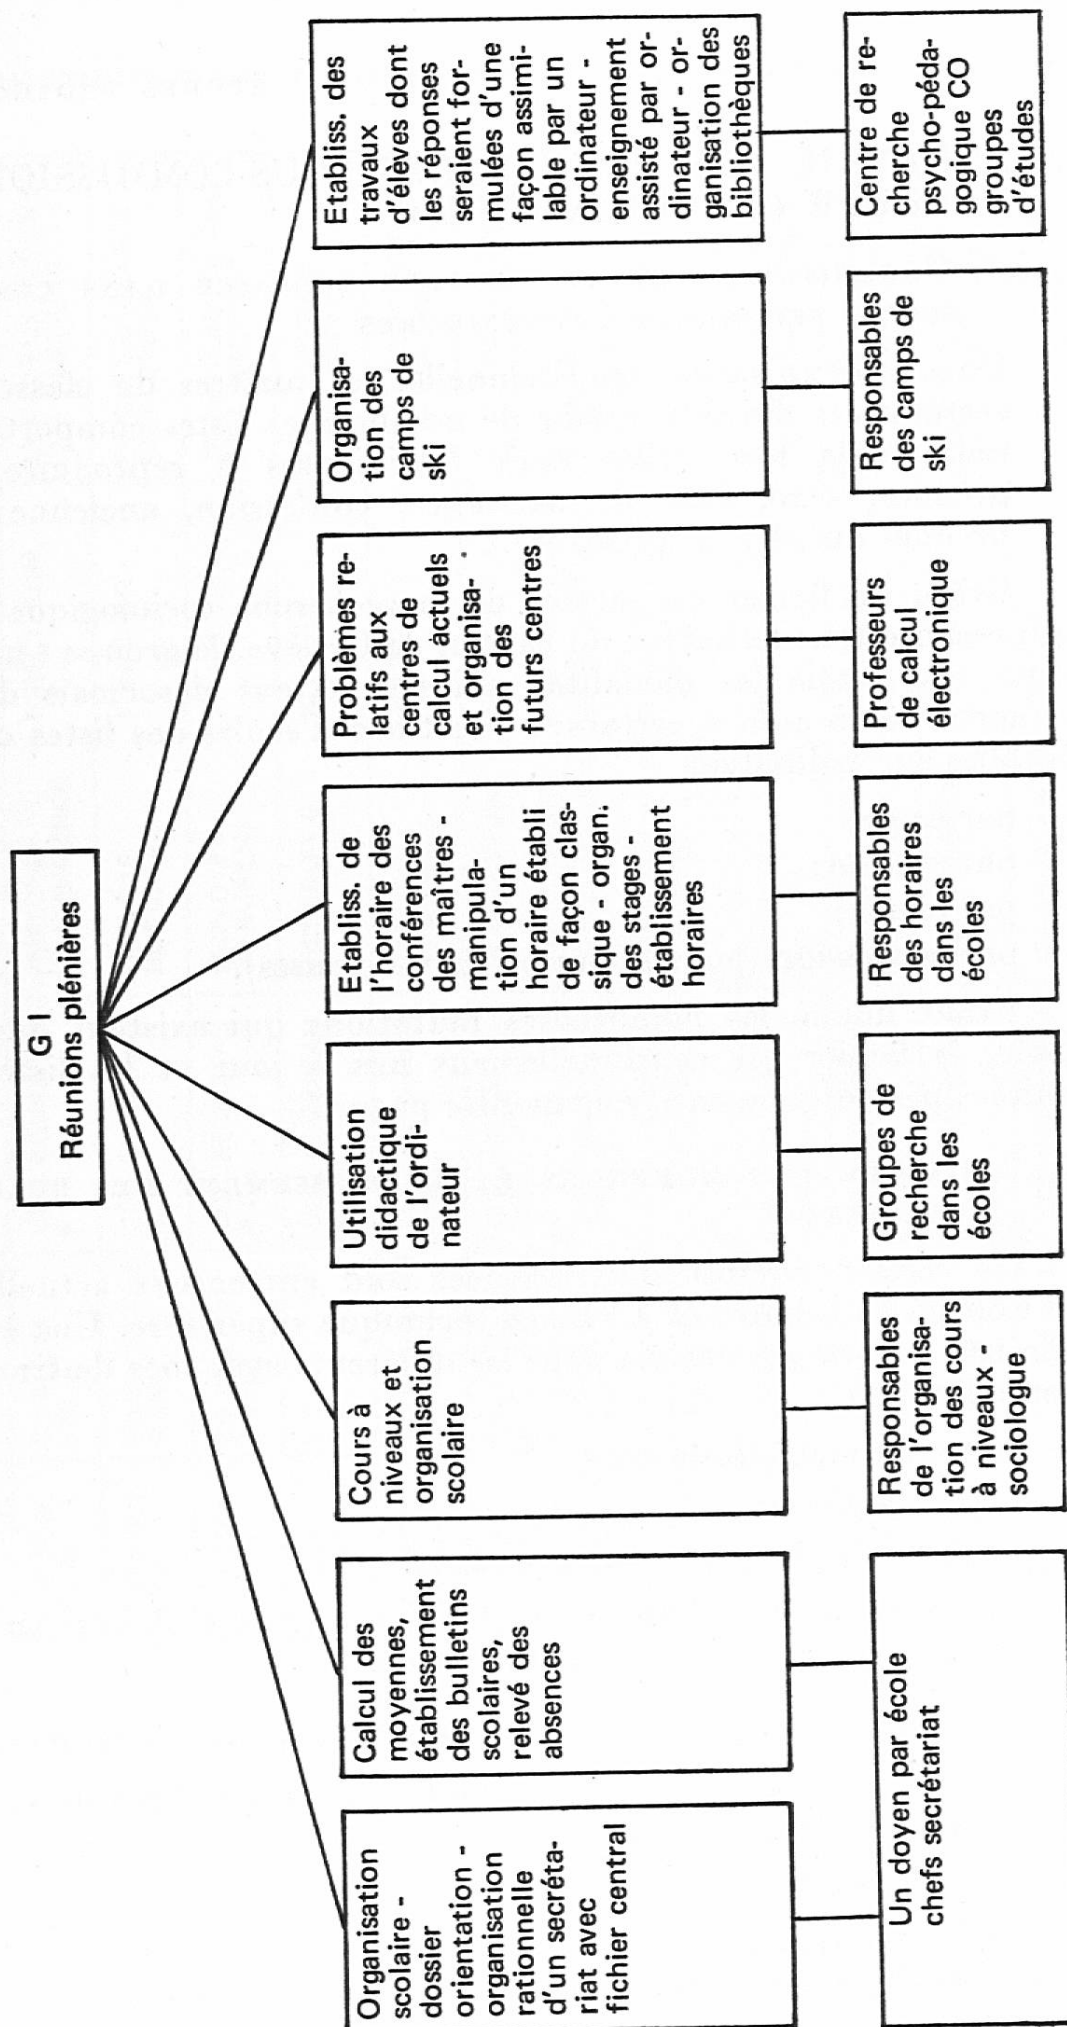 G I
Réunions plénières
Organisation
scolaire -
dossier
orientation -
organisation
rationnelle
d'un secréta-
riat avec
fichier central
Calcul des
moyennes,
établissement
des bulletins
scolaires,
relevé des
absences
Cours à
niveaux et
organisation
scolaire
Utilisation
didactique
de l'ordi-
nateur
Etabliss. de
l'horaire des
conférences
des maîtres -
manipula-
tion d'un
horaire établi
de façon clas-
sique - organ.
des stages -
établissement
horaires
Problèmes re-
latifs aux
centres de
calcul actuels
et organisa-
tion des
futurs centres
Organisa-
tion des
camps de
ski
Etabliss. des
travaux
d'élèves dont
les réponses
seraient for-
mulées d'une
façon assimi-
lable par un
ordinateur -
enseignement
assisté par or-
dinateur - or-
ganisation des
bibliothèques
Un doyen par école
chefs secrétariat
Responsables
de l'organisa-
tion des cours
à niveaux -
sociologue
Groupes de
recherche
dans les
écoles
Responsables
des horaires
dans les
écoles
Professeurs
de calcul
électronique
Responsables
des camps de
ski
Centre de re-
cherche
psycho-péda-
gogique CO
groupes
d'études